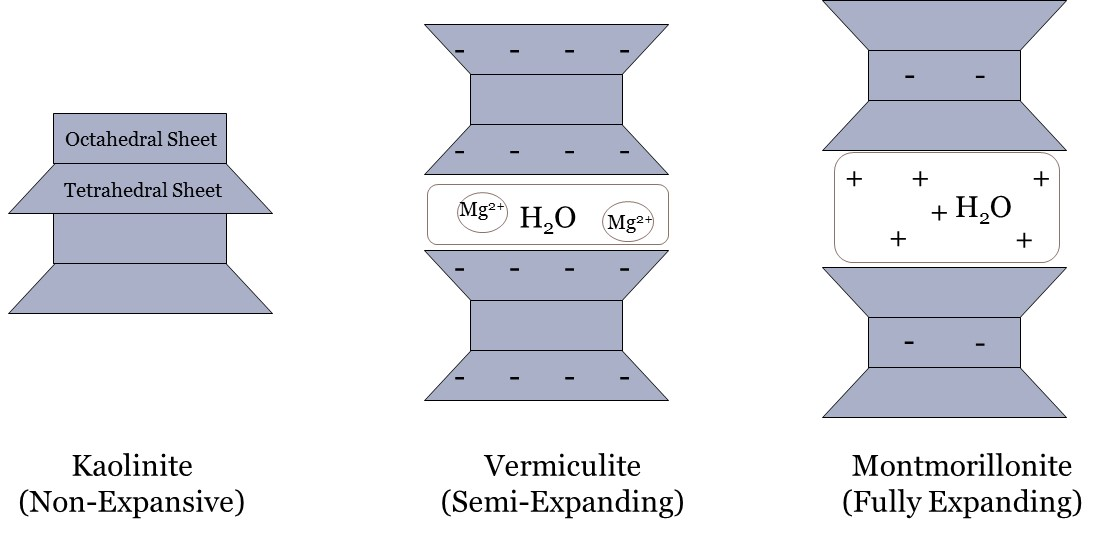 Octahedral Sheet
Tetrahedral Sheet
- - - -
- - - -
Mg²⁺ H₂O Mg²⁺
- - - -
- - - -
- -
+ + +
+ H₂O
+ +
- -
Kaolinite
(Non-Expansive)
Vermiculite
(Semi-Expanding)
Montmorillonite
(Fully Expanding)